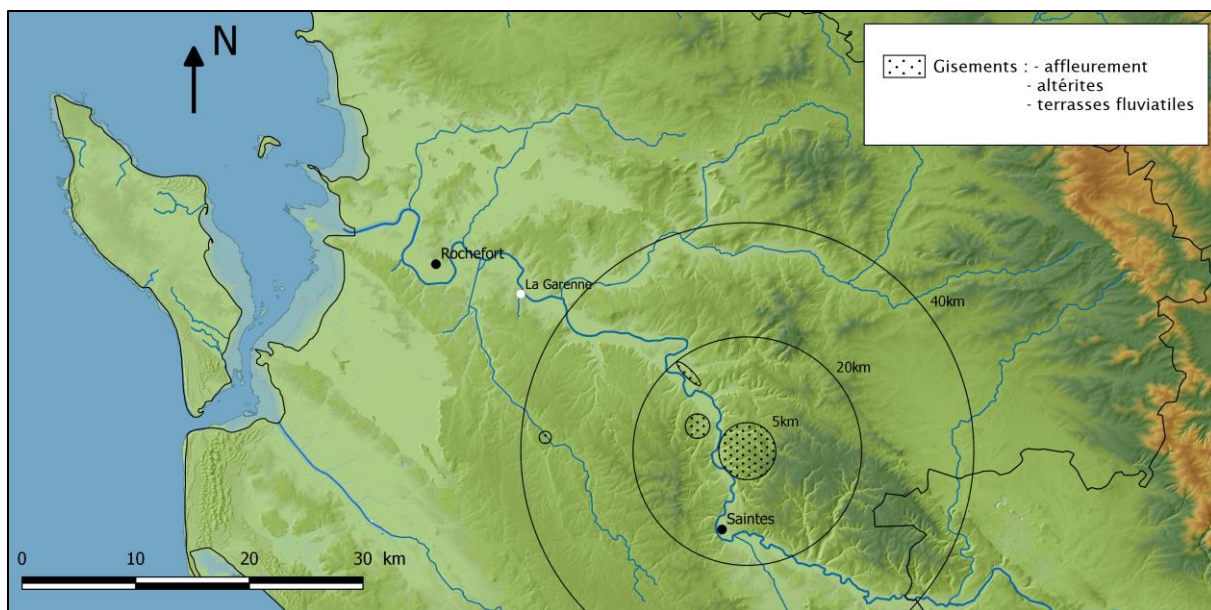 N
Gisements : - affleurement
- altérites
- terrasses fluviatiles
Rochefort
La Garenne
40km
20km
5km
Saintes
0 10 20 30 km